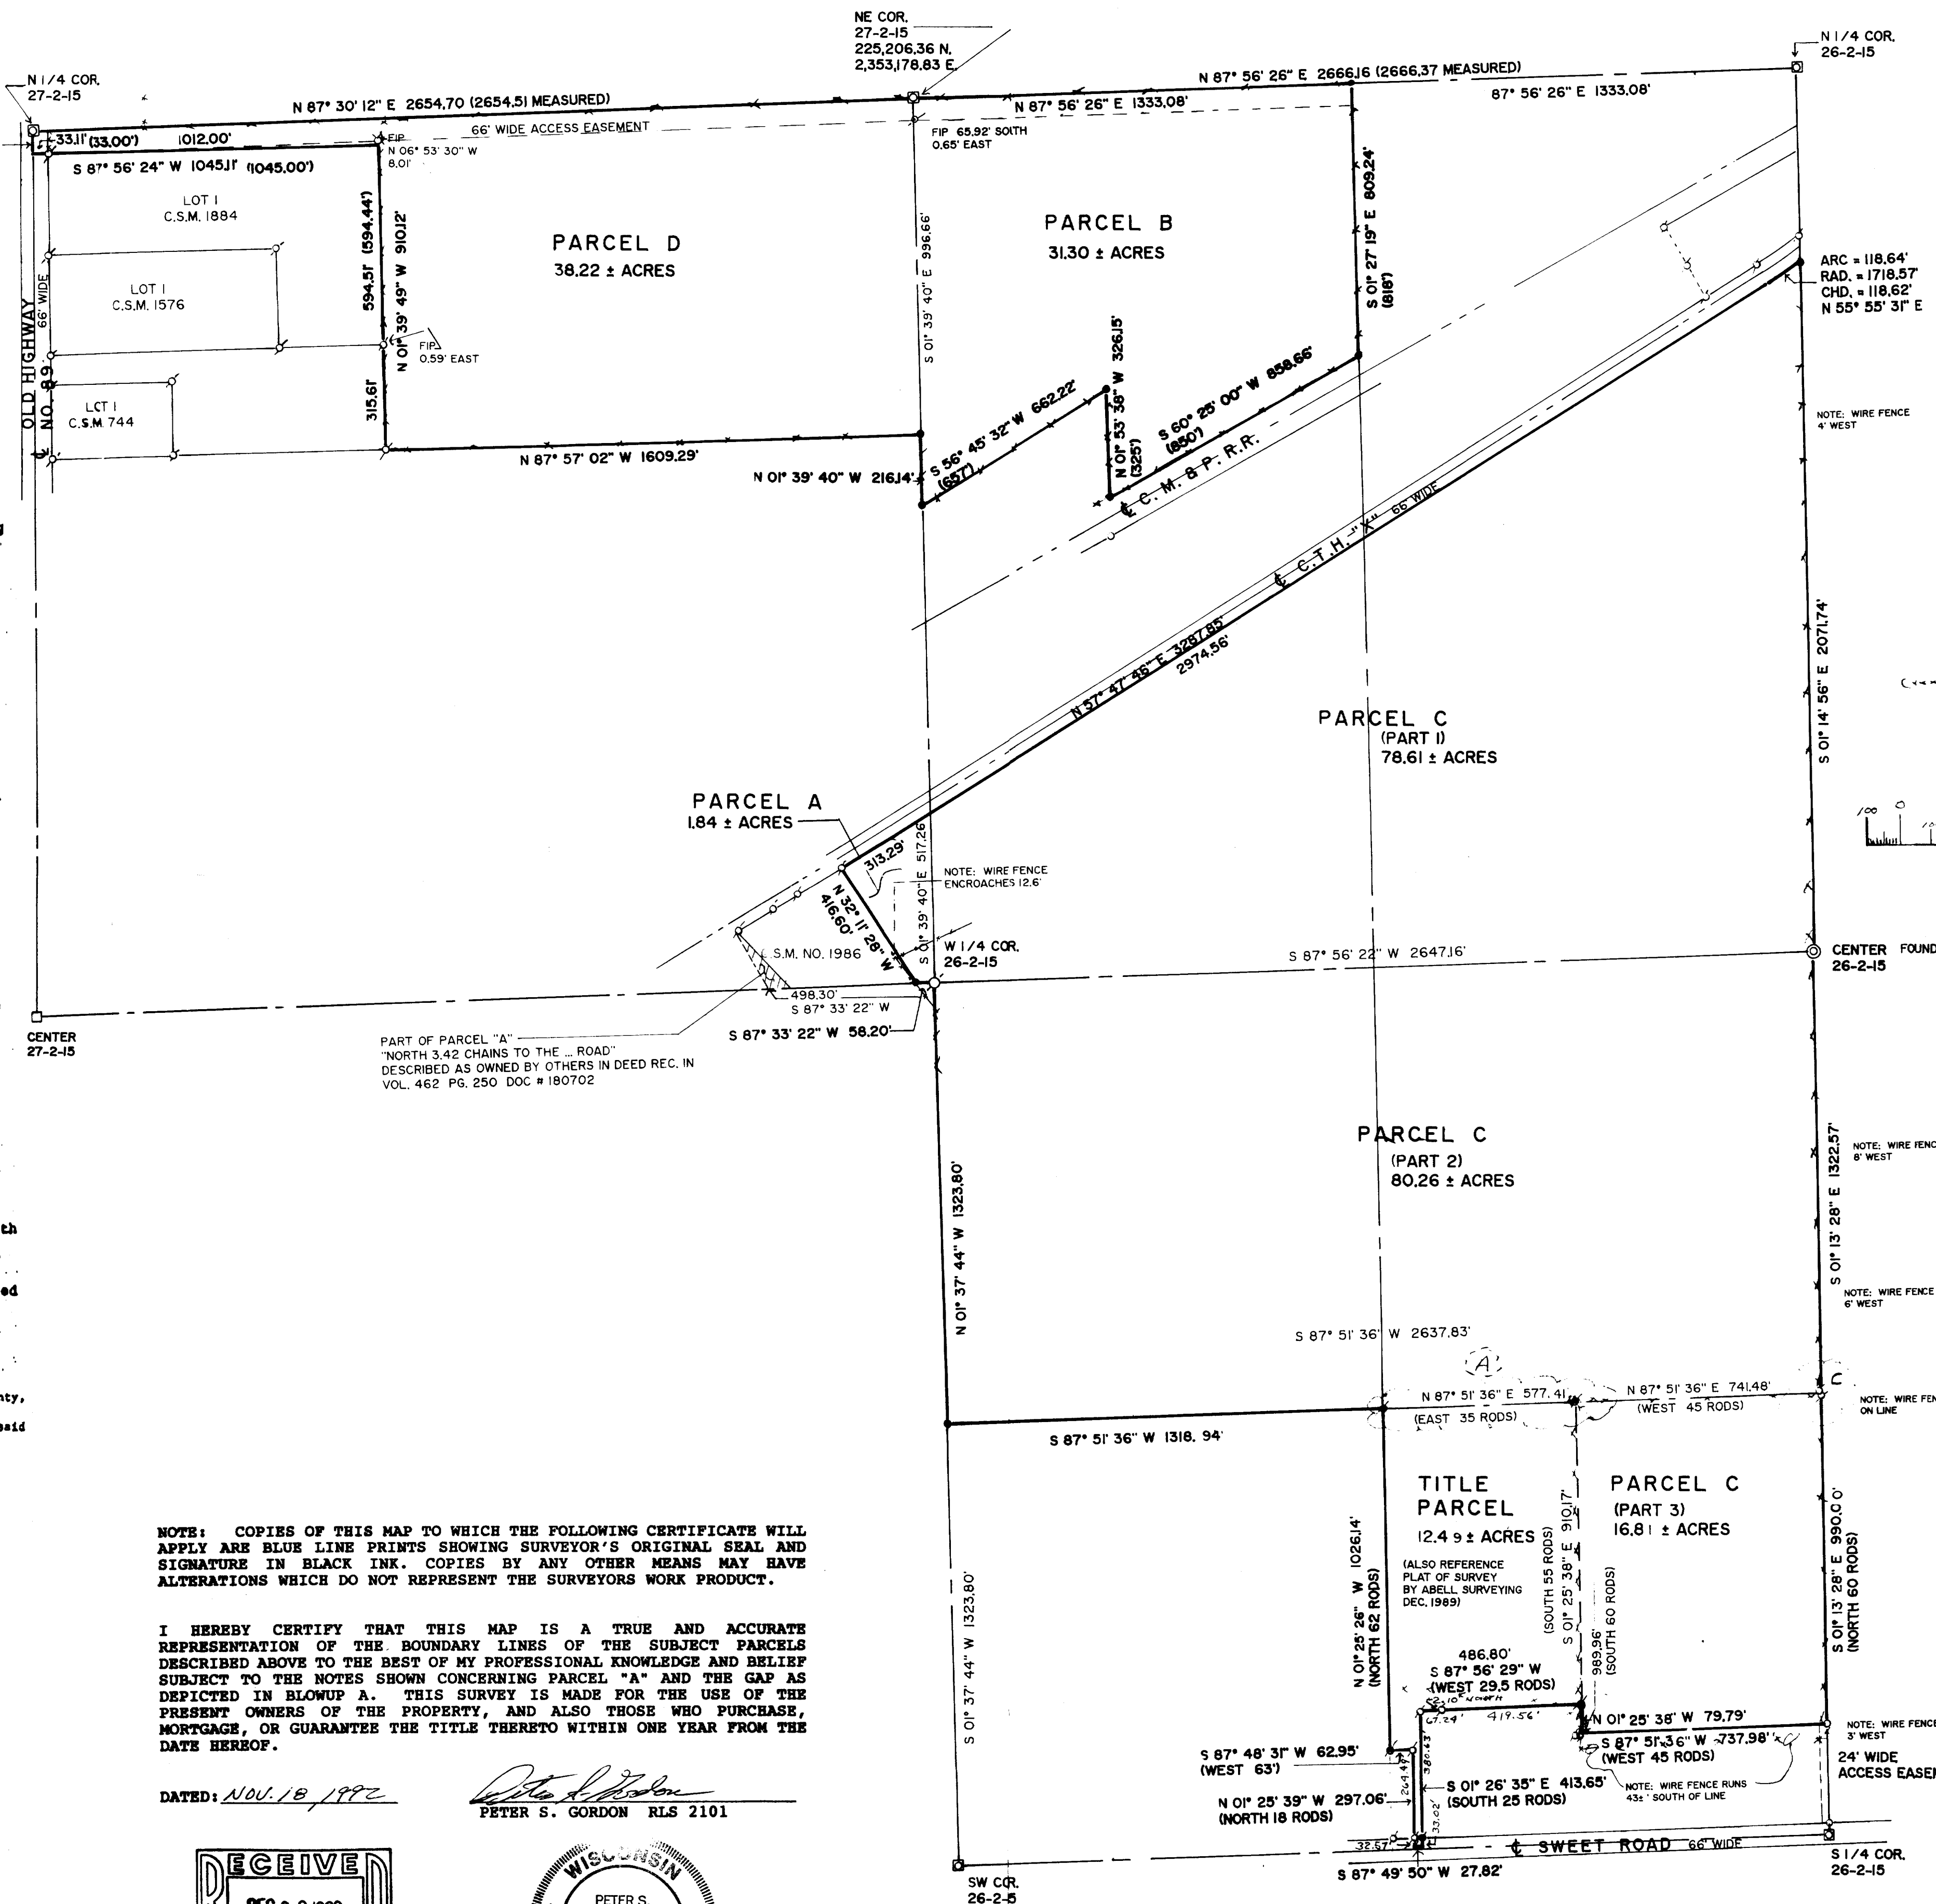 NE COR.
27-2-15
225,206.36 N.
2,353,178.83 E.
N 1/4 COR.
26-2-15
N 1/4 COR.
27-2-15
N 87° 30' 12" E 2654.70 (2654.51 MEASURED)
N 87° 56' 26" E 2666.16 (2666.37 MEASURED)
N 87° 56' 26" E 1333.08'
87° 56' 26" E 1333.08'
33.11' (33.00')
1012.00'
66' WIDE ACCESS EASEMENT
S 87° 56' 24" W 1045.11' (1045.00')
FIP
N 06° 53' 30" W
8.01'
FIP 65.92' SOUTH
0.65' EAST
LOT 1
C.S.M. 1884
LOT 1
C.S.M. 1576
LOT 1
C.S.M. 744
OLD HIGHWAY
NO. 89
66' WIDE
594.51' (594.44')
N 01° 39' 49" W 910.12'
315.61'
FIP
0.59' EAST
PARCEL D
38.22 ± ACRES
S 01° 39' 40" E 996.66'
PARCEL B
31.30 ± ACRES
S 01° 27' 19" E 809.24'
(818')
ARC = 118.64'
RAD. = 1718.57'
CHD. = 118.62'
N 55° 55' 31" E
NOTE: WIRE FENCE
4' WEST
N 87° 57' 02" W 1609.29'
N 01° 39' 40" W 216.14'
S 56° 45' 32" W 662.22'
(657')
N 01° 53' 38" W 326.15'
(325')
S 60° 25' 00" W 858.66'
(850')
℄ C. M. & P. R.R.
℄ C.T.H. "X" 66' WIDE
N 57° 47' 46" E 3287.85'
2974.56'
S 01° 14' 56" E 2071.74'
PARCEL C
(PART 1)
78.61 ± ACRES
100 0
PARCEL A
1.84 ± ACRES
313.29'
S 01° 39' 40" E 517.26'
NOTE: WIRE FENCE
ENCROACHES 12.6'
N 32° 11' 28" W
416.60'
W 1/4 COR.
26-2-15
S.M. NO. 1986
498.30'
S 87° 33' 22" W
S 87° 33' 22" W 58.20'
S 87° 56' 22" W 2647.16'
CENTER FOUND
26-2-15
CENTER
27-2-15
PART OF PARCEL "A"
"NORTH 3.42 CHAINS TO THE ... ROAD"
DESCRIBED AS OWNED BY OTHERS IN DEED REC. IN
VOL. 462 PG. 250 DOC # 180702
PARCEL C
(PART 2)
80.26 ± ACRES
N 01° 37' 44" W 1323.80'
S 01° 13' 28" E 1322.57'
NOTE: WIRE FENC
8' WEST
NOTE: WIRE FENCE
6' WEST
S 87° 51' 36" W 2637.83'
A
N 87° 51' 36" E 577.41
(EAST 35 RODS)
N 87° 51' 36" E 741.48'
(WEST 45 RODS)
NOTE: WIRE FEN
ON LINE
S 87° 51' 36" W 1318.94'
th
ed
nty,
said
TITLE
PARCEL
12.49 ± ACRES
(ALSO REFERENCE
PLAT OF SURVEY
BY ABELL SURVEYING
DEC. 1989)
PARCEL C
(PART 3)
16.81 ± ACRES
N 01° 25' 26" W 1026.14'
(NORTH 62 RODS)
(SOUTH 55 RODS)
S 01° 25' 38" E 910.17'
989.96'
(SOUTH 60 RODS)
S 01° 13' 28" E 990.00'
(NORTH 60 RODS)
486.80'
S 87° 56' 29" W
(WEST 29.5 RODS)
67.24'
419.56'
N 01° 25' 38" W 79.79'
S 87° 51' 36" W 737.98'
(WEST 45 RODS)
NOTE: WIRE FENCE RUNS
43± ' SOUTH OF LINE
NOTE: WIRE FENCE
3' WEST
24' WIDE
ACCESS EASEM
S 87° 48' 31" W 62.95'
(WEST 63')
264.49'
380.63'
S 01° 26' 35" E 413.65'
(SOUTH 25 RODS)
N 01° 25' 39" W 297.06'
(NORTH 18 RODS)
33.02'
32.57'
℄ SWEET ROAD 66' WIDE
S 87° 49' 50" W 27.82'
S 1/4 COR.
26-2-15
S 01° 37' 44" W 1323.80'
SW COR.
26-2-5
NOTE: COPIES OF THIS MAP TO WHICH THE FOLLOWING CERTIFICATE WILL
APPLY ARE BLUE LINE PRINTS SHOWING SURVEYOR'S ORIGINAL SEAL AND
SIGNATURE IN BLACK INK. COPIES BY ANY OTHER MEANS MAY HAVE
ALTERATIONS WHICH DO NOT REPRESENT THE SURVEYORS WORK PRODUCT.
I HEREBY CERTIFY THAT THIS MAP IS A TRUE AND ACCURATE
REPRESENTATION OF THE BOUNDARY LINES OF THE SUBJECT PARCELS
DESCRIBED ABOVE TO THE BEST OF MY PROFESSIONAL KNOWLEDGE AND BELIEF
SUBJECT TO THE NOTES SHOWN CONCERNING PARCEL "A" AND THE GAP AS
DEPICTED IN BLOWUP A. THIS SURVEY IS MADE FOR THE USE OF THE
PRESENT OWNERS OF THE PROPERTY, AND ALSO THOSE WHO PURCHASE,
MORTGAGE, OR GUARANTEE THE TITLE THERETO WITHIN ONE YEAR FROM THE
DATE HEREOF.
DATED: NOV. 18, 1992
Peter S. Gordon
PETER S. GORDON RLS 2101
RECEIVED
WISCONSIN
PETER S.